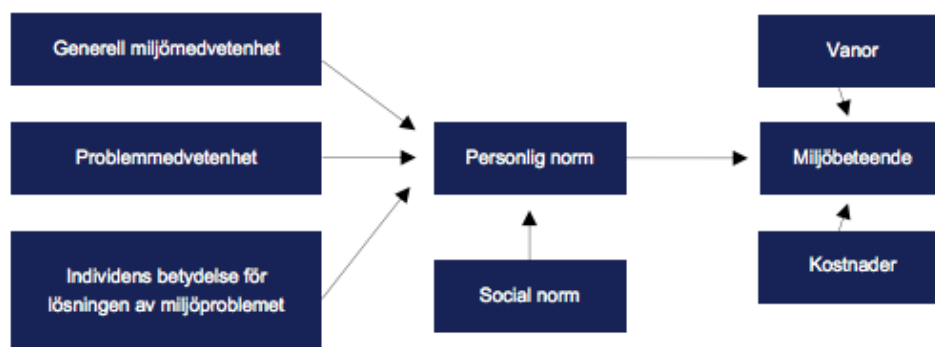 Generell miljömedvetenhet
Problemmedvetenhet
Individens betydelse för
lösningen av miljöproblemet
Personlig norm
Social norm
Vanor
Miljöbeteende
Kostnader